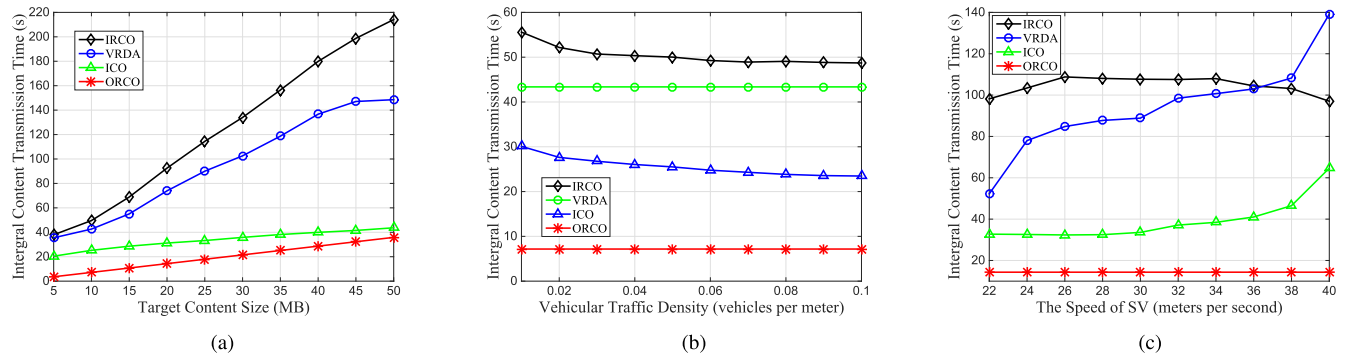 Intergral Content Transmission Time (s)
220
200
180
160
140
120
100
80
60
40
20
0
IRCO
VRDA
ICO
ORCO
5 10 15 20 25 30 35 40 45 50
Target Content Size (MB)
(a)
Intergral Content Transmission Time (s)
60
50
40
30
20
10
0
IRCO
VRDA
ICO
ORCO
0.02 0.04 0.06 0.08 0.1
Vehicular Traffic Density (vehicles per meter)
(b)
Intergral Content Transmission Time (s)
140
120
100
80
60
40
20
IRCO
VRDA
ICO
ORCO
22 24 26 28 30 32 34 36 38 40
The Speed of SV (meters per second)
(c)